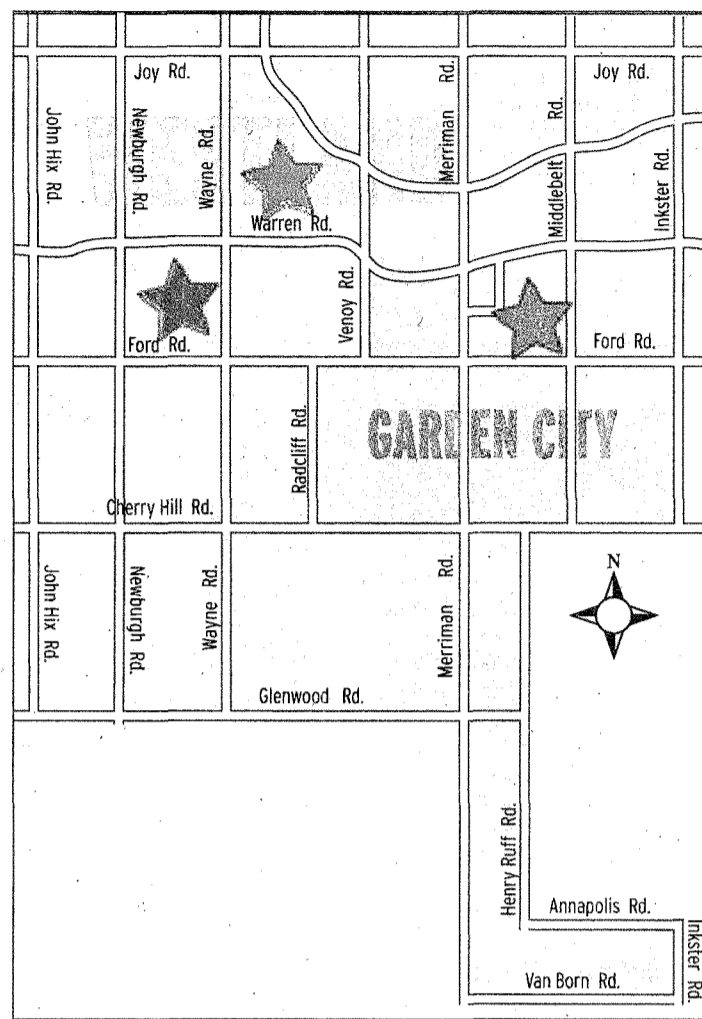 Joy Rd.
Joy Rd.
John Hix Rd.
Newburgh Rd.
Wayne Rd.
Merriman Rd.
Middlebelt Rd.
Inkster Rd.
Warren Rd.
Venoy Rd.
Ford Rd.
Ford Rd.
Radcliff Rd.
GARDEN CITY
Cherry Hill Rd.
N
John Hix Rd.
Newburgh Rd.
Wayne Rd.
Merriman Rd.
Glenwood Rd.
Henry Ruff Rd.
Annapolis Rd.
Inkster Rd.
Van Born Rd.